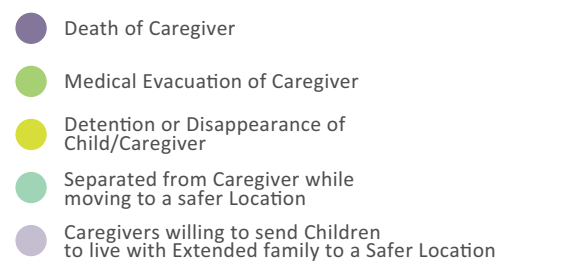 Death of Caregiver
Medical Evacuation of Caregiver
Detention or Disappearance of
Child/Caregiver
Separated from Caregiver while
moving to a safer Location
Caregivers willing to send Children
to live with Extended family to a Safer Location